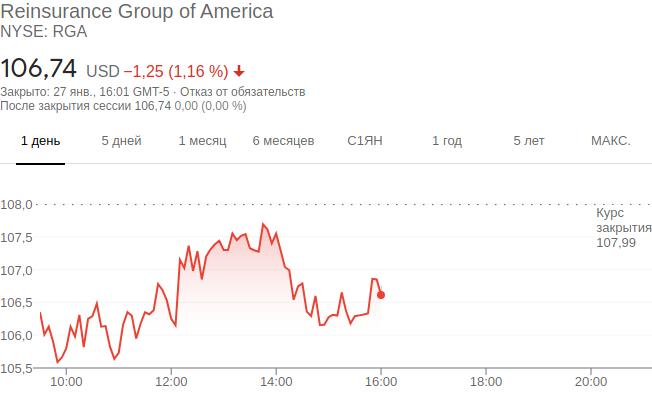 Reinsurance Group of America
NYSE: RGA
106,74 USD −1,25 (1,16 %)
Закрыто: 27 янв., 16:01 GMT-5 · Отказ от обязательств
После закрытия сессии 106,74 0,00 (0,00 %)
1 день 5 дней 1 месяц 6 месяцев С1ЯН 1 год 5 лет МАКС.
108,0
Курс
закрытия
107,99
107,5
107,0
106,5
106,0
105,5
10:00 12:00 14:00 16:00 18:00 20:00